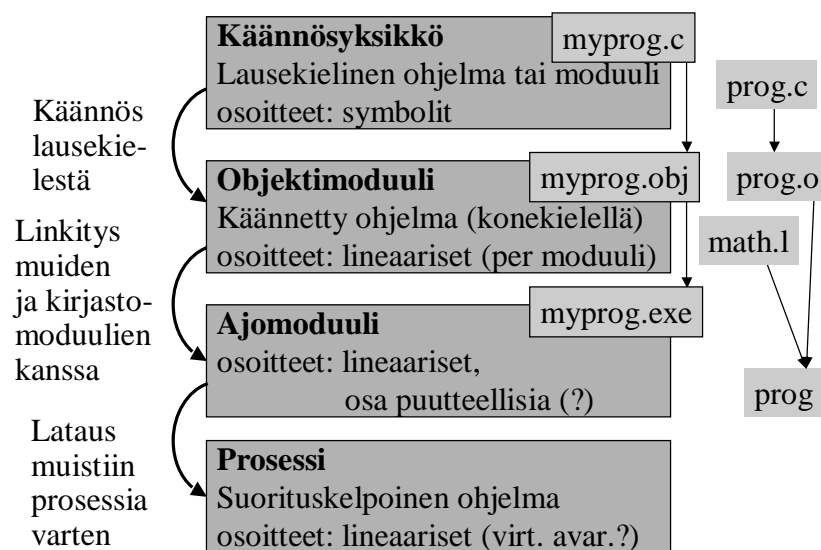 Käännösyksikkö
myprog.c
Lausekielinen ohjelma tai moduuli
osoitteet: symbolit
prog.c
Käännös
lausekie-
lestä
Objektimoduuli
myprog.obj
prog.o
Käännetty ohjelma (konekielellä)
osoitteet: lineaariset (per moduuli)
math.l
Linkitys
muiden
ja kirjasto-
moduulien
kanssa
Ajomoduuli
myprog.exe
osoitteet: lineaariset,
osa puutteellisia (?)
prog
Lataus
muistiin
prosessia
varten
Prosessi
Suorituskelpoinen ohjelma
osoitteet: lineaariset (virt. avar.?)